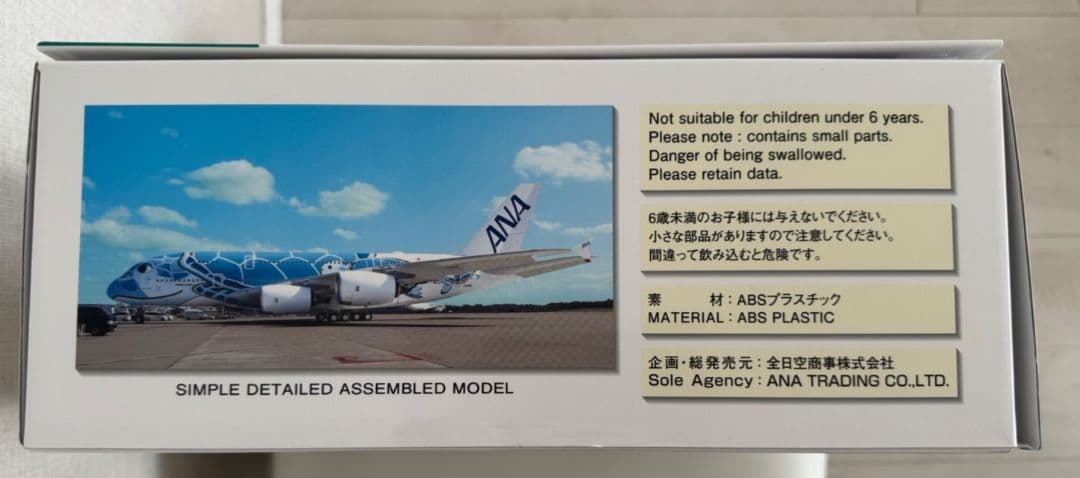 ANA
SIMPLE DETAILED ASSEMBLED MODEL
Not suitable for children under 6 years.
Please note : contains small parts.
Danger of being swallowed.
Please retain data.
6歳未満のお子様には与えないでください。
小さな部品がありますので注意してください。
間違って飲み込むと危険です。
素　　材：ABSプラスチック
MATERIAL : ABS PLASTIC
企画・総発売元：全日空商事株式会社
Sole Agency : ANA TRADING CO.,LTD.